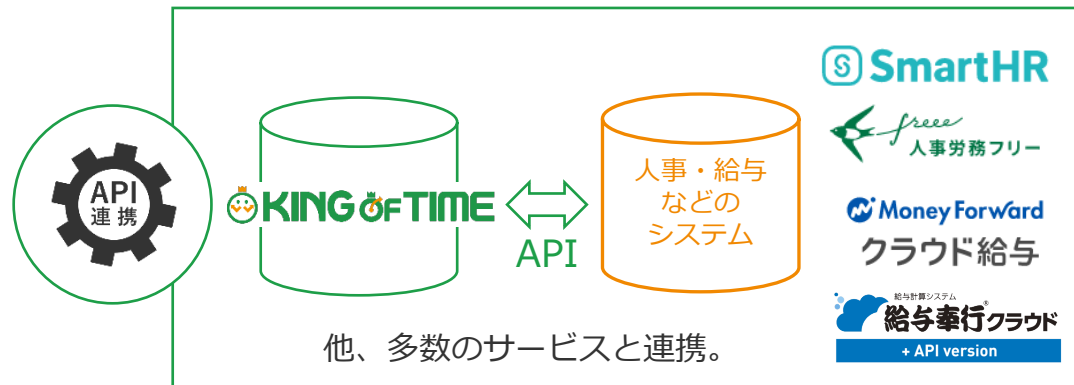 API
連携
KING OF TIME
API
人事・給与
などの
システム
他、多数のサービスと連携。
SmartHR
freee
人事労務フリー
Money Forward
クラウド給与
給与計算システム
給与奉行クラウド
+ API version